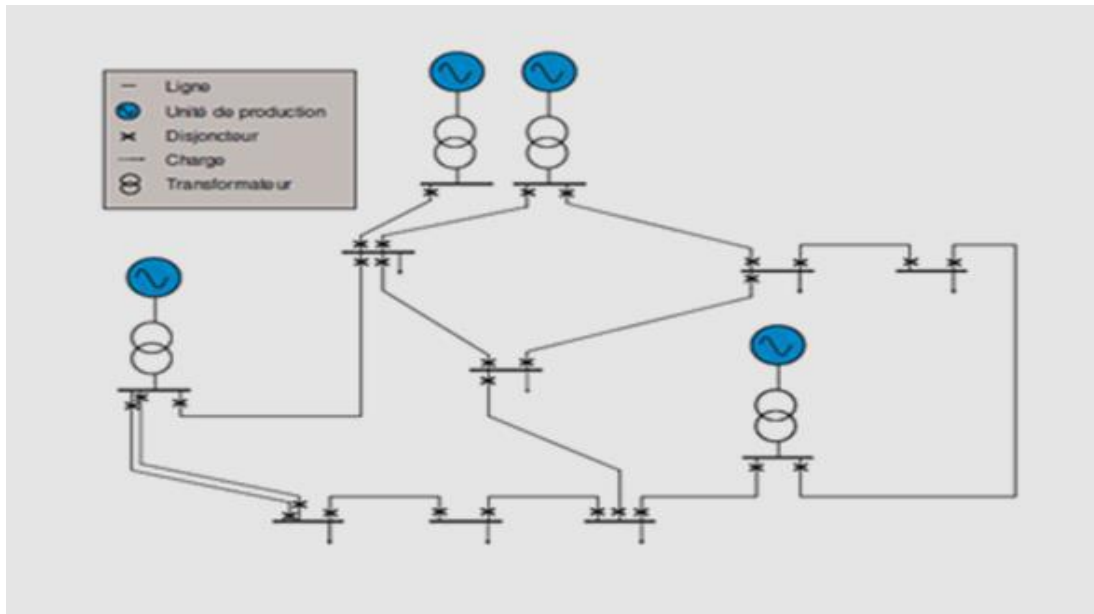 Ligne
Unité de production
Disjoncteur
Charge
Transformateur